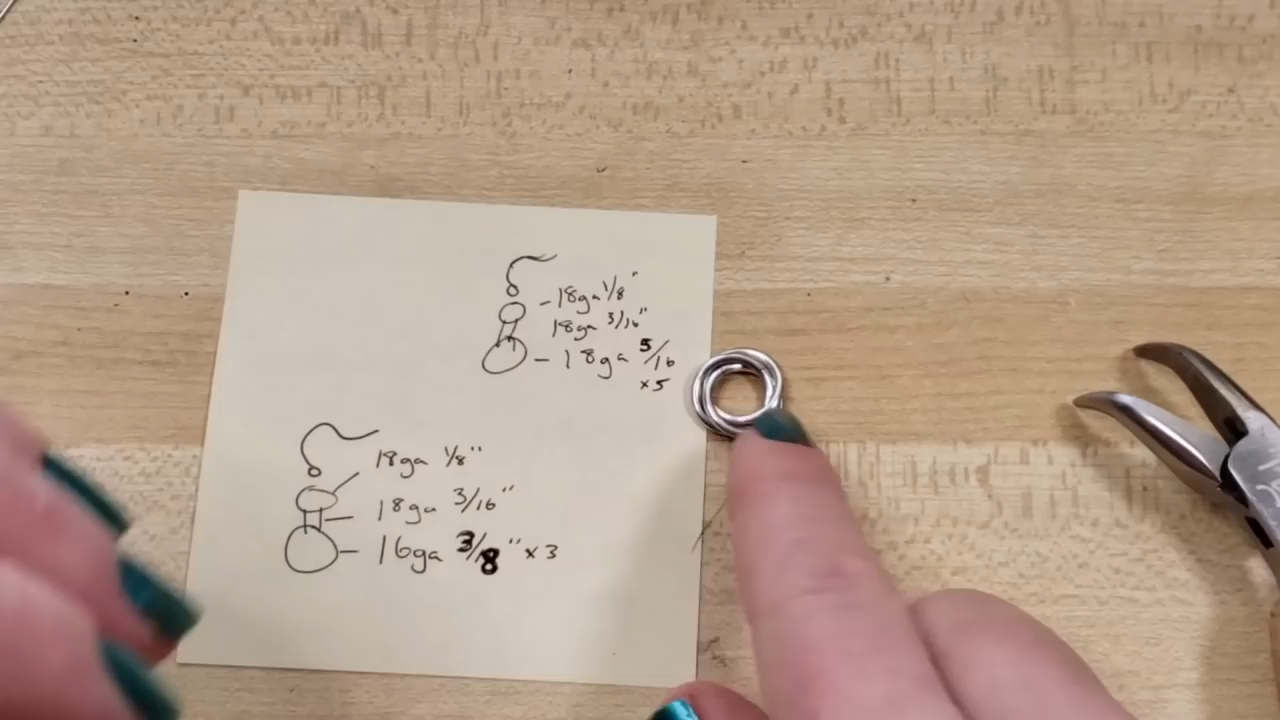 -18ga 1/8"
18ga 3/16"
-18ga 5/16
x5
18ga 1/8"
18ga 3/16"
16ga 3/8" x3